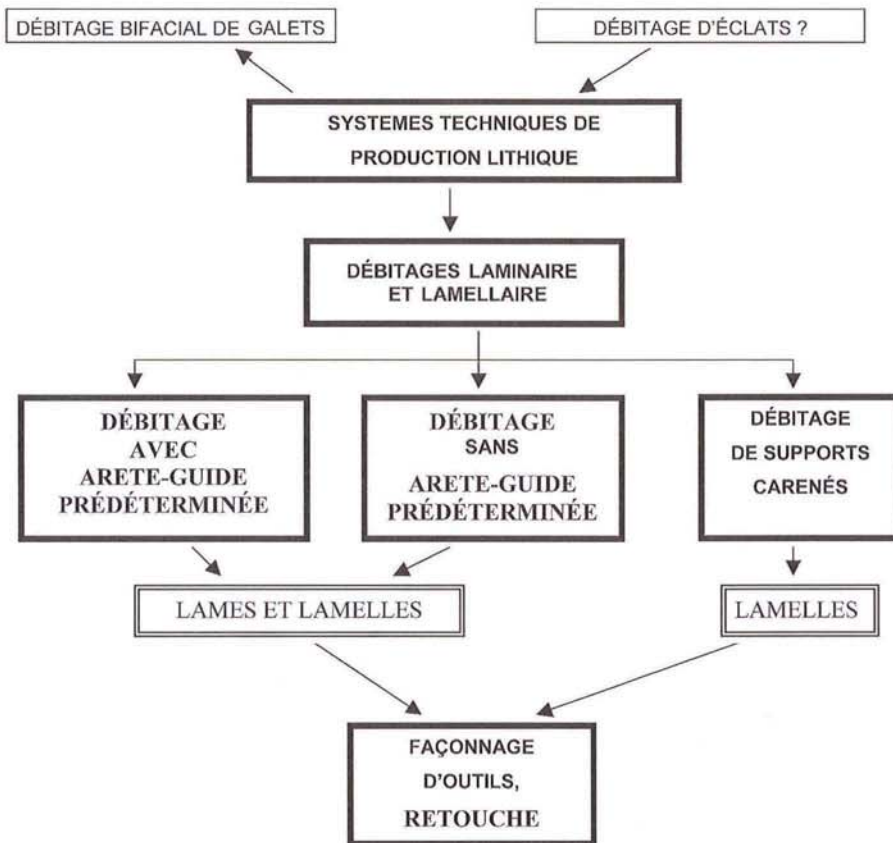 DÉBITAGE BIFACIAL DE GALETS
DÉBITAGE D'ÉCLATS ?
SYSTEMES TECHNIQUES DE
PRODUCTION LITHIQUE
DÉBITAGES LAMINAIRE
ET LAMELLAIRE
DÉBITAGE
AVEC
ARETE-GUIDE
PRÉDÉTERMINÉE
DÉBITAGE
SANS
ARETE-GUIDE
PRÉDÉTERMINÉE
DÉBITAGE
DE SUPPORTS
CARENÉS
LAMES ET LAMELLES
LAMELLES
FAÇONNAGE
D'OUTILS,
RETOUCHE